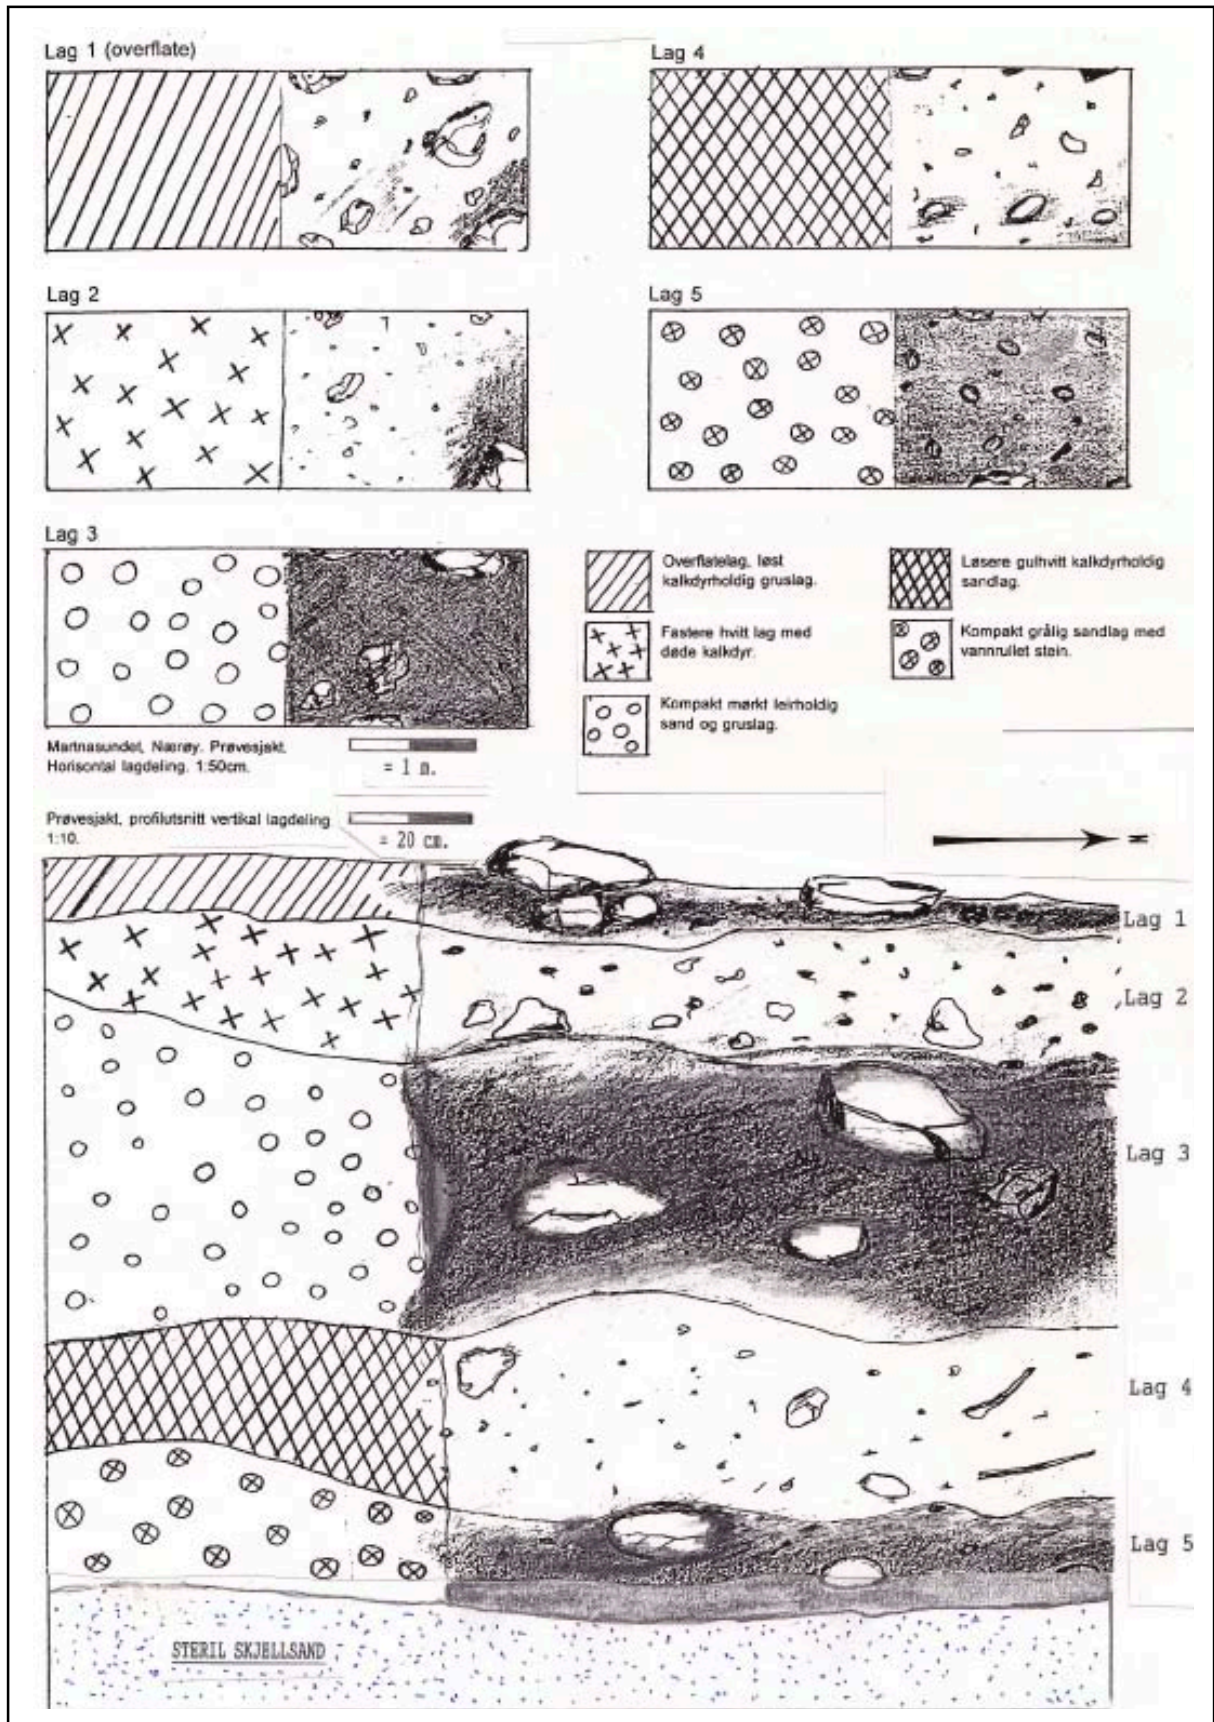 Lag 1 (overflate)
Lag 4
Lag 2
Lag 5
Lag 3
Overflatelag, løst
kalkdyrholdig gruslag.
Fastere hvitt lag med
døde kalkdyr.
Kompakt mørkt leirholdig
sand og gruslag.
Løsere gulhvitt kalkdyrholdig
sandlag.
Kompakt grålig sandlag med
vannrullet stein.
Martnasundet, Nærøy. Prøvesjakt.
Horisontal lagdeling. 1:50cm.
= 1 m.
Prøvesjakt, profilutsnitt vertikal lagdeling
1:10.
= 20 cm.
N
Lag 1
Lag 2
Lag 3
Lag 4
Lag 5
STERIL SKJELLSAND